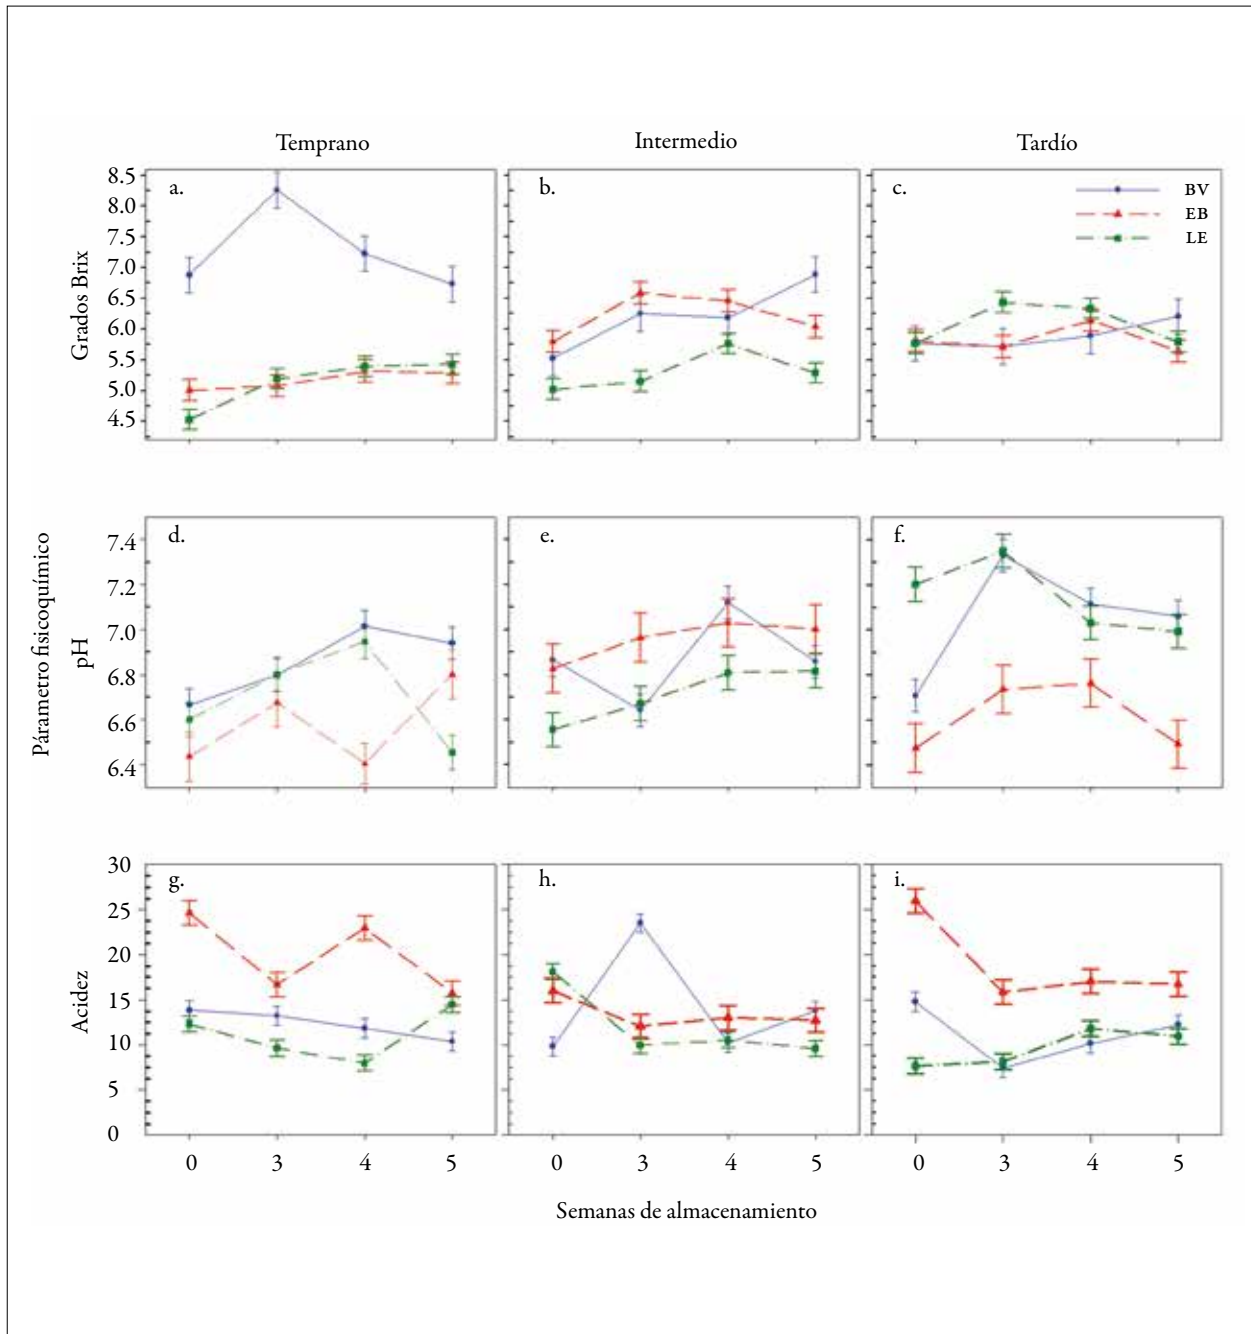 Temprano
Intermedio
Tardío
a.
b.
c.
BV
EB
LE
Grados Brix
8.5
8.0
7.5
7.0
6.5
6.0
5.5
5.0
4.5
Párametro fisicoquímico
d.
e.
f.
pH
7.4
7.2
7.0
6.8
6.6
6.4
g.
h.
i.
Acidez
30
25
20
15
10
5
0
0 3 4 5
0 3 4 5
0 3 4 5
Semanas de almacenamiento